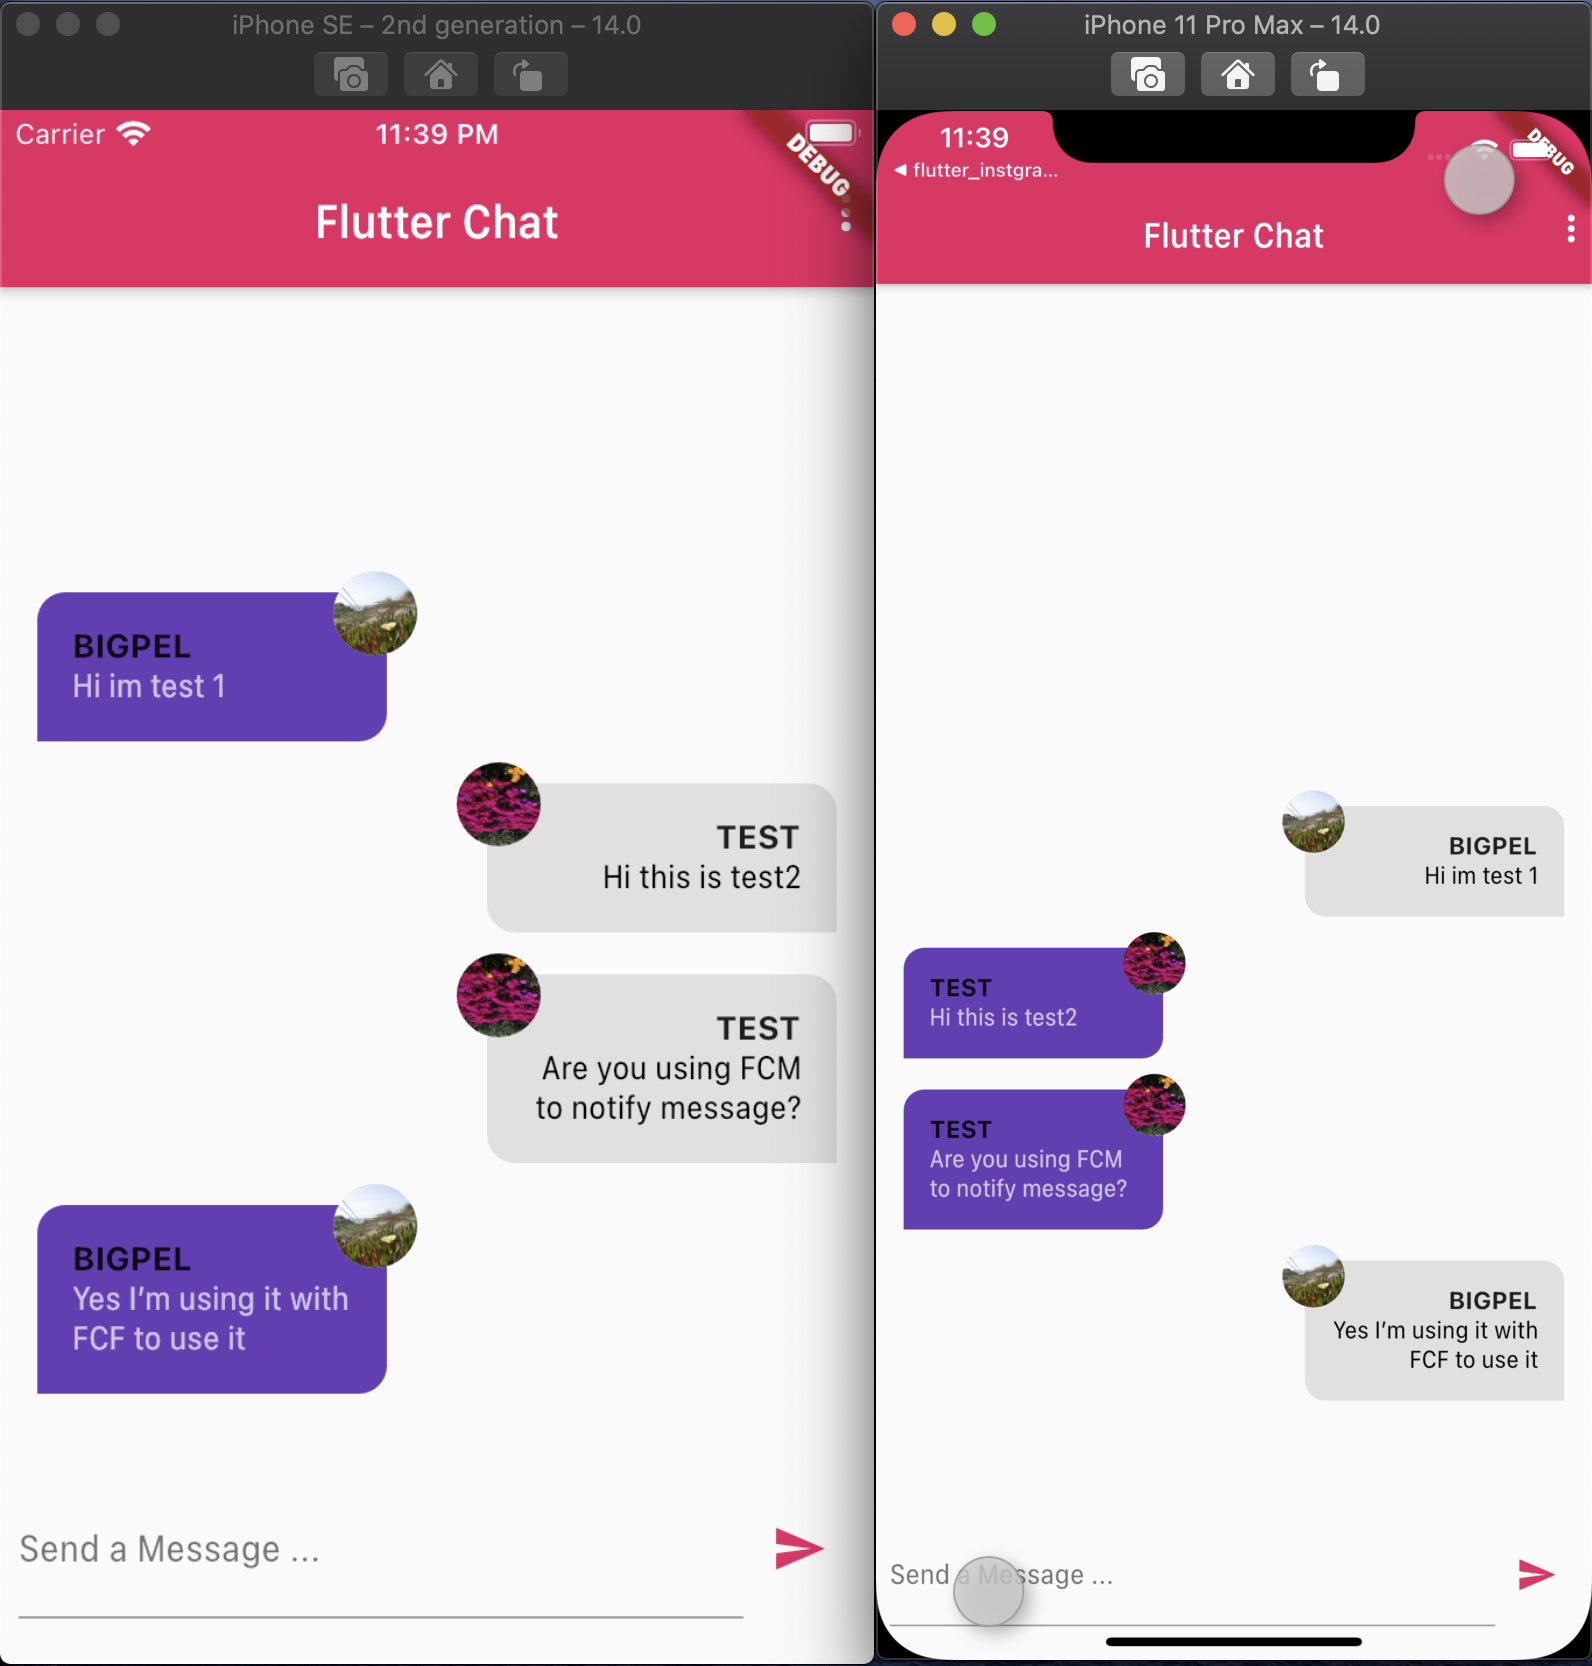 iPhone SE – 2nd generation – 14.0
Carrier
11:39 PM
DEBUG
Flutter Chat
BIGPEL
Hi im test 1
TEST
Hi this is test2
TEST
Are you using FCM
to notify message?
BIGPEL
Yes I’m using it with
FCF to use it
Send a Message ...
iPhone 11 Pro Max – 14.0
11:39
◀ flutter_instgra...
DEBUG
Flutter Chat
BIGPEL
Hi im test 1
TEST
Hi this is test2
TEST
Are you using FCM
to notify message?
BIGPEL
Yes I’m using it with
FCF to use it
Send a Message ...